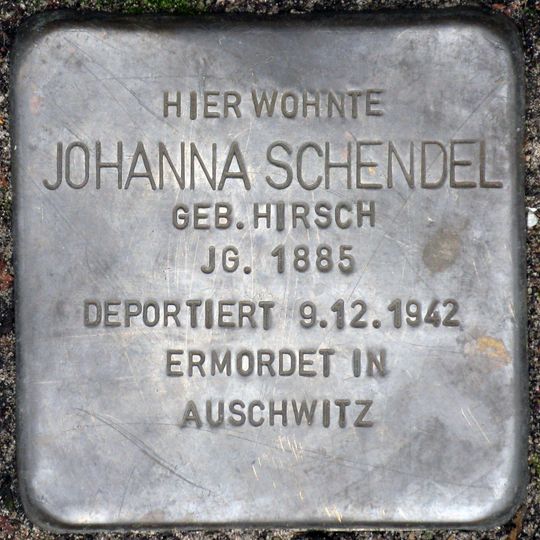 HIER WOHNTE
JOHANNA SCHENDEL
GEB. HIRSCH
JG. 1885
DEPORTIERT 9.12.1942
ERMORDET IN
AUSCHWITZ